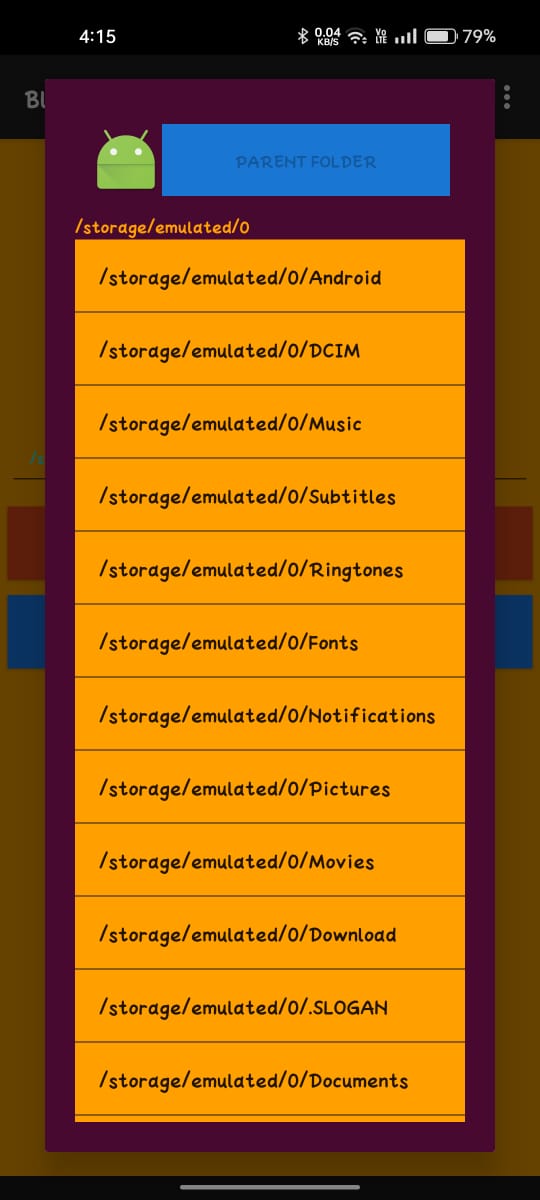 4:15
0.04
KB/S
Vo
LTE
79%
Bl
PARENT FOLDER
/storage/emulated/0
/storage/emulated/0/Android
/storage/emulated/0/DCIM
/storage/emulated/0/Music
/storage/emulated/0/Subtitles
/storage/emulated/0/Ringtones
/storage/emulated/0/Fonts
/storage/emulated/0/Notifications
/storage/emulated/0/Pictures
/storage/emulated/0/Movies
/storage/emulated/0/Download
/storage/emulated/0/.SLOGAN
/storage/emulated/0/Documents